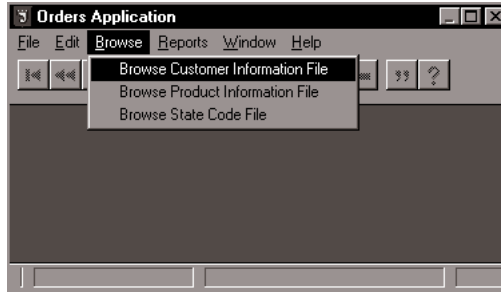 Orders Application
File Edit Browse Reports Window Help
Browse Customer Information File
Browse Product Information File
Browse State Code File